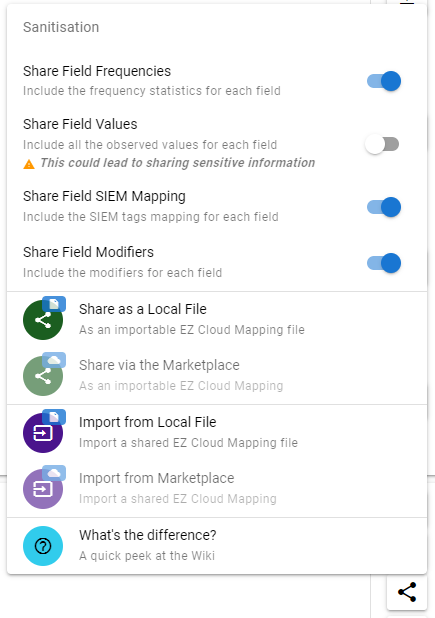 Sanitisation
Share Field Frequencies
Include the frequency statistics for each field
Share Field Values
Include all the observed values for each field
This could lead to sharing sensitive information
Share Field SIEM Mapping
Include the SIEM tags mapping for each field
Share Field Modifiers
Include the modifiers for each field
Share as a Local File
As an importable EZ Cloud Mapping file
Share via the Marketplace
As an importable EZ Cloud Mapping
Import from Local File
Import a shared EZ Cloud Mapping file
Import from Marketplace
Import a shared EZ Cloud Mapping
What's the difference?
A quick peek at the Wiki